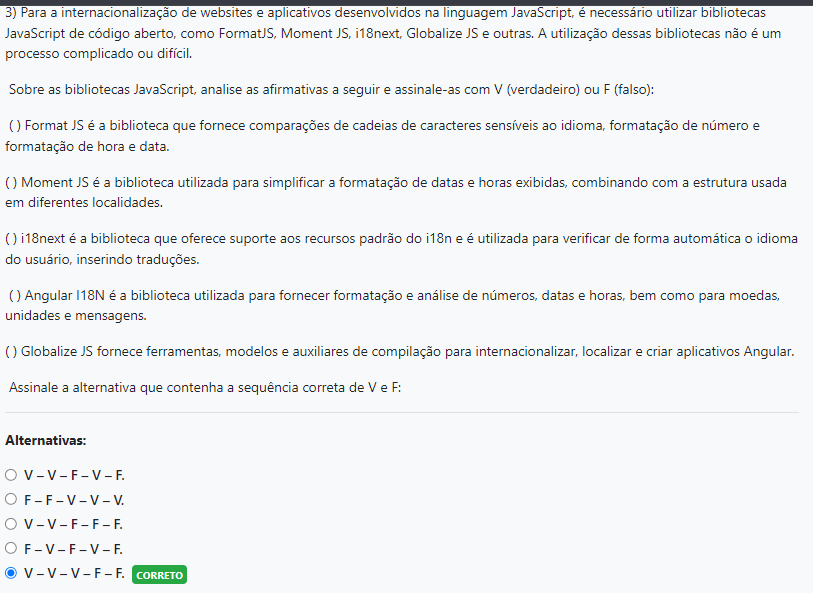 3) Para a internacionalização de websites e aplicativos desenvolvidos na linguagem JavaScript, é necessário utilizar bibliotecas
JavaScript de código aberto, como FormatJS, Moment JS, i18next, Globalize JS e outras. A utilização dessas bibliotecas não é um
processo complicado ou difícil.
Sobre as bibliotecas JavaScript, analise as afirmativas a seguir e assinale-as com V (verdadeiro) ou F (falso):
( ) Format JS é a biblioteca que fornece comparações de cadeias de caracteres sensíveis ao idioma, formatação de número e
formatação de hora e data.
( ) Moment JS é a biblioteca utilizada para simplificar a formatação de datas e horas exibidas, combinando com a estrutura usada
em diferentes localidades.
( ) i18next é a biblioteca que oferece suporte aos recursos padrão do i18n e é utilizada para verificar de forma automática o idioma
do usuário, inserindo traduções.
( ) Angular I18N é a biblioteca utilizada para fornecer formatação e análise de números, datas e horas, bem como para moedas,
unidades e mensagens.
( ) Globalize JS fornece ferramentas, modelos e auxiliares de compilação para internacionalizar, localizar e criar aplicativos Angular.
Assinale a alternativa que contenha a sequência correta de V e F:
Alternativas:
V – V – F – V – F.
F – F – V – V – V.
V – V – F – F – F.
F – V – F – V – F.
V – V – V – F – F. CORRETO